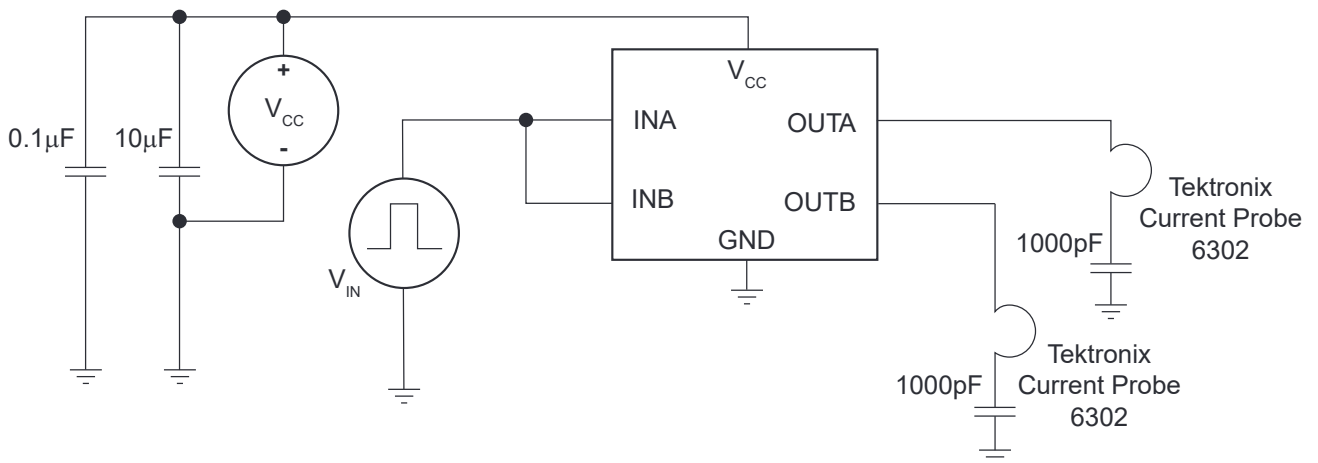 0.1μF
10μF
+
V_CC
-
V_IN
V_CC
INA
INB
OUTA
OUTB
GND
1000pF
Tektronix
Current Probe
6302
1000pF
Tektronix
Current Probe
6302